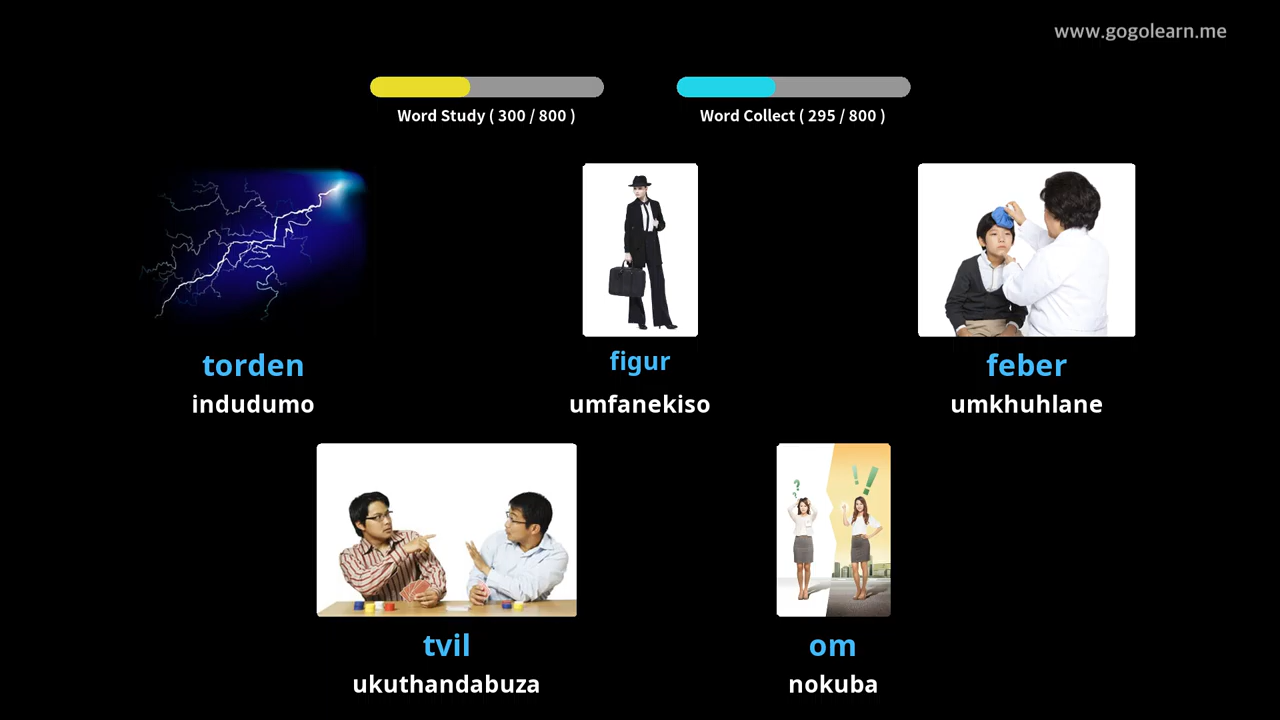 www.gogolearn.me
Word Study ( 300 / 800 )
Word Collect ( 295 / 800 )
torden
indudumo
figur
umfanekiso
feber
umkhuhlane
tvil
ukuthandabuza
om
nokuba